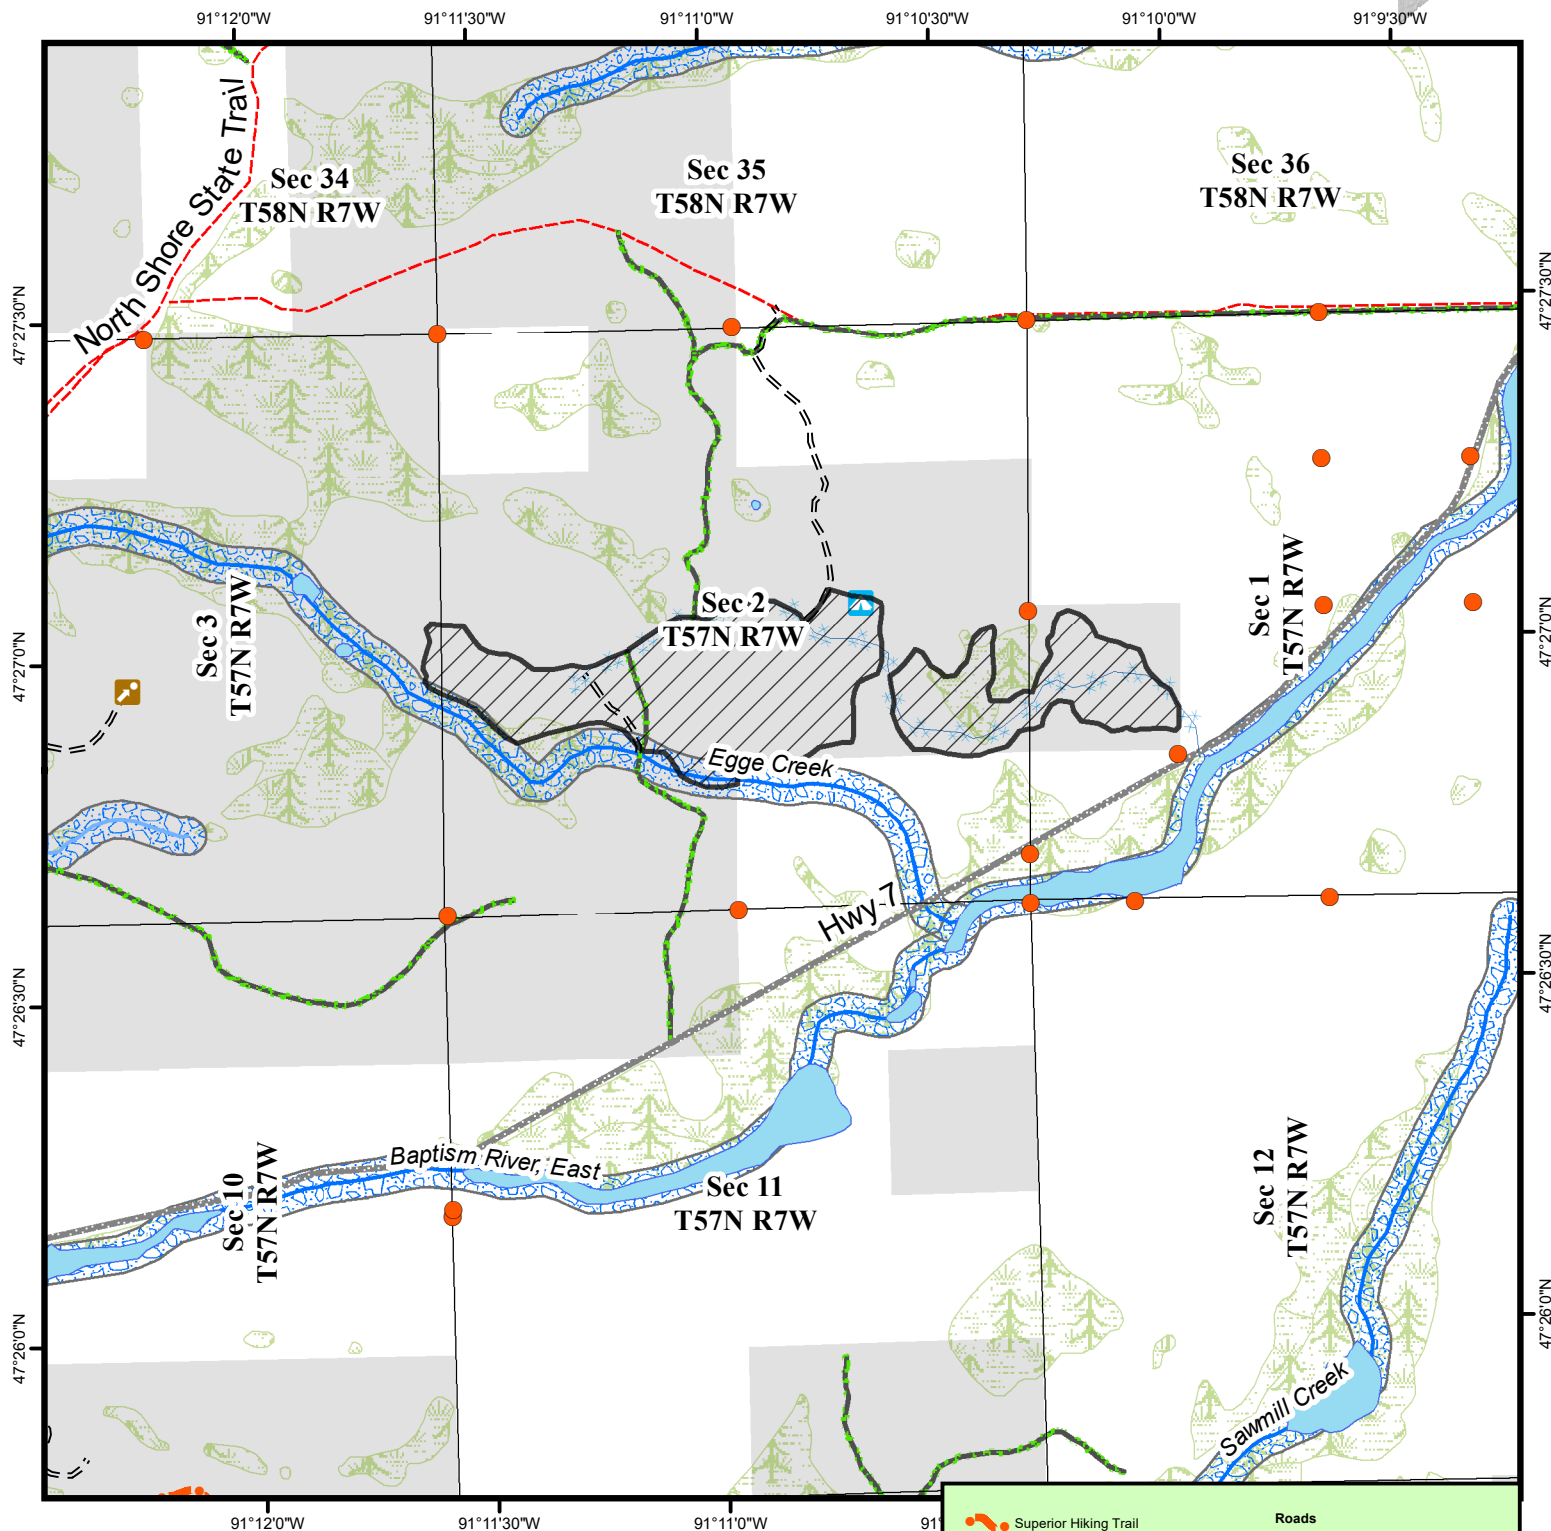 91°12'0"W
91°11'30"W
91°11'0"W
91°10'30"W
91°10'0"W
91°9'30"W
North Shore State Trail
Sec 34
T58N R7W
Sec 35
T58N R7W
Sec 36
T58N R7W
47°27'30"N
47°27'30"N
Sec 3
T57N R7W
Sec 2
T57N R7W
Sec 1
T57N R7W
47°27'0"N
47°27'0"N
Egge Creek
Hwy 7
47°26'30"N
47°26'30"N
Baptism River, East
Sec 10
T57N R7W
Sec 11
T57N R7W
Sec 12
T57N R7W
47°26'0"N
47°26'0"N
Sawmill Creek
91°12'0"W
91°11'30"W
91°11'0"W
91°
Superior Hiking Trail
Roads